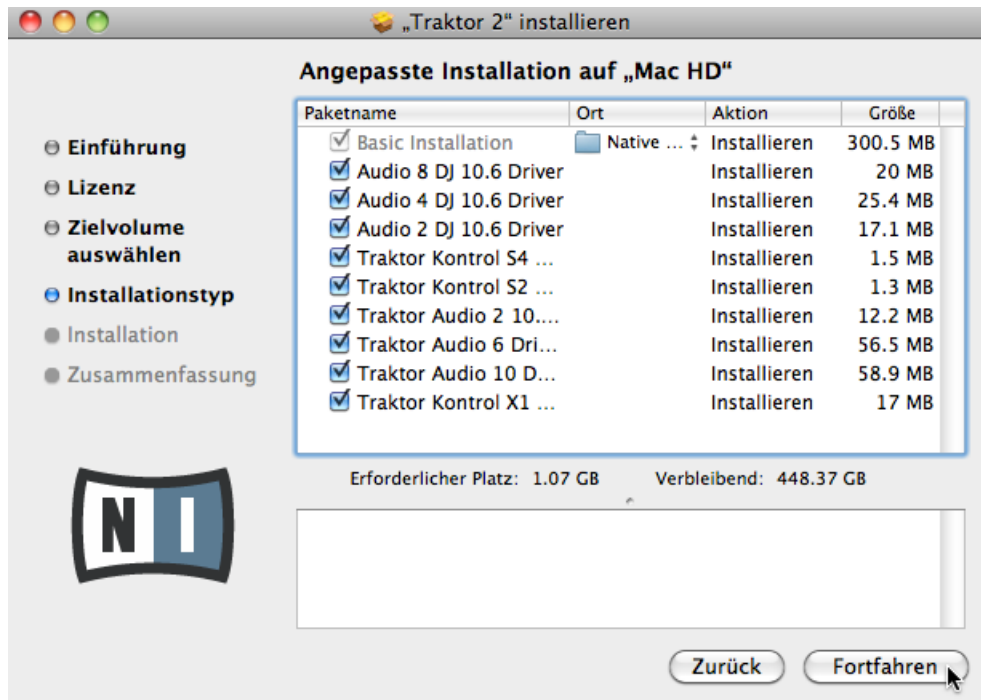 „Traktor 2“ installieren
Angepasste Installation auf „Mac HD“
Einführung
Lizenz
Zielvolume
auswählen
Installationstyp
Installation
Zusammenfassung
NI
Paketname Ort Aktion Größe
Basic Installation Native ... Installieren 300.5 MB
Audio 8 DJ 10.6 Driver Installieren 20 MB
Audio 4 DJ 10.6 Driver Installieren 25.4 MB
Audio 2 DJ 10.6 Driver Installieren 17.1 MB
Traktor Kontrol S4 ... Installieren 1.5 MB
Traktor Kontrol S2 ... Installieren 1.3 MB
Traktor Audio 2 10.... Installieren 12.2 MB
Traktor Audio 6 Dri... Installieren 56.5 MB
Traktor Audio 10 D... Installieren 58.9 MB
Traktor Kontrol X1 ... Installieren 17 MB
Erforderlicher Platz: 1.07 GB Verbleibend: 448.37 GB
Zurück Fortfahren